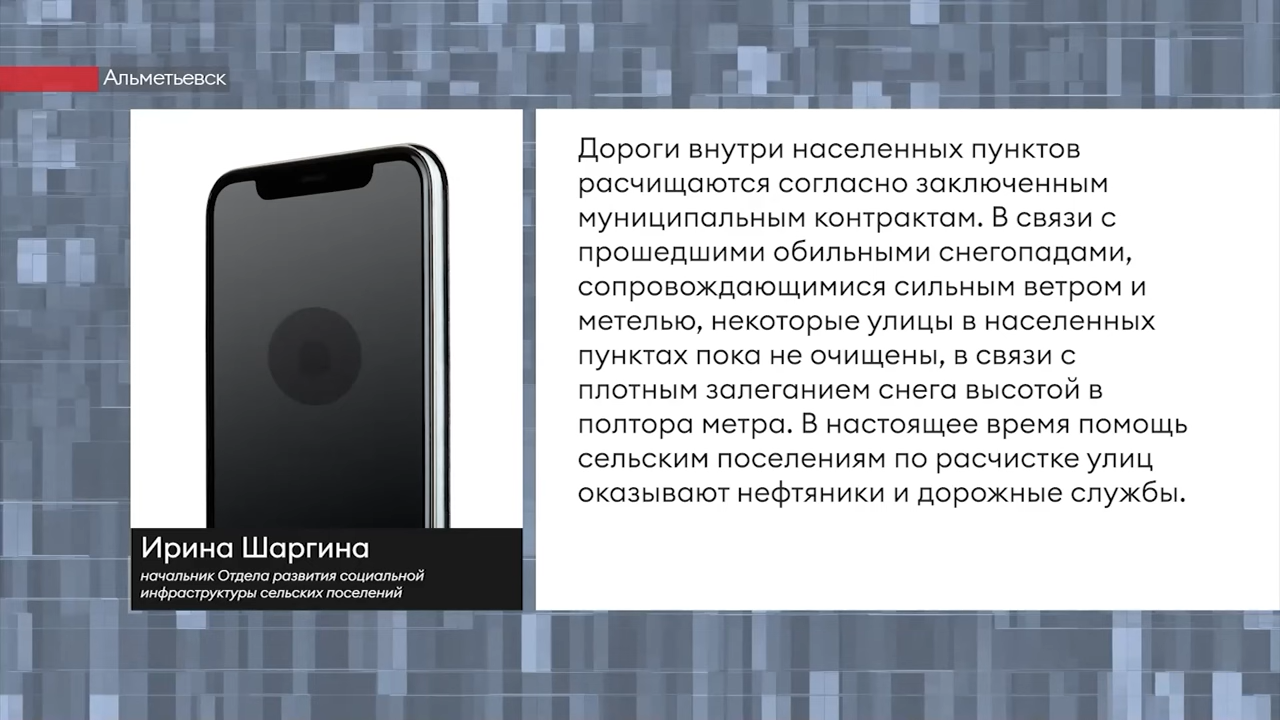 Альметьевск
Дороги внутри населенных пунктов
расчищаются согласно заключенным
муниципальным контрактам. В связи с
прошедшими обильными снегопадами,
сопровождающимися сильным ветром и
метелью, некоторые улицы в населенных
пунктах пока не очищены, в связи с
плотным залеганием снега высотой в
полтора метра. В настоящее время помощь
сельским поселениям по расчистке улиц
оказывают нефтяники и дорожные службы.
Ирина Шаргина
начальник Отдела развития социальной
инфраструктуры сельских поселений